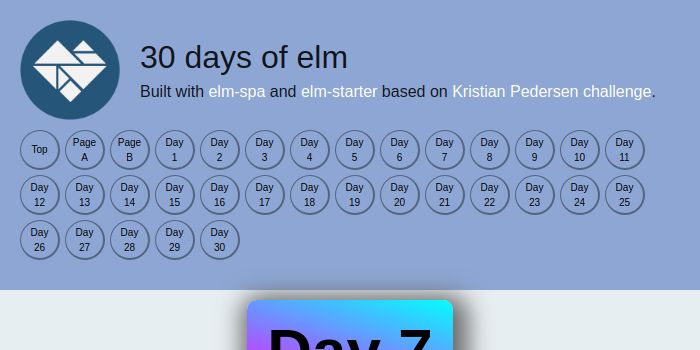 30 days of elm
Built with elm-spa and elm-starter based on Kristian Pedersen challenge.
Top
Page A
Page B
Day 1
Day 2
Day 3
Day 4
Day 5
Day 6
Day 7
Day 8
Day 9
Day 10
Day 11
Day 12
Day 13
Day 14
Day 15
Day 16
Day 17
Day 18
Day 19
Day 20
Day 21
Day 22
Day 23
Day 24
Day 25
Day 26
Day 27
Day 28
Day 29
Day 30
Day 7